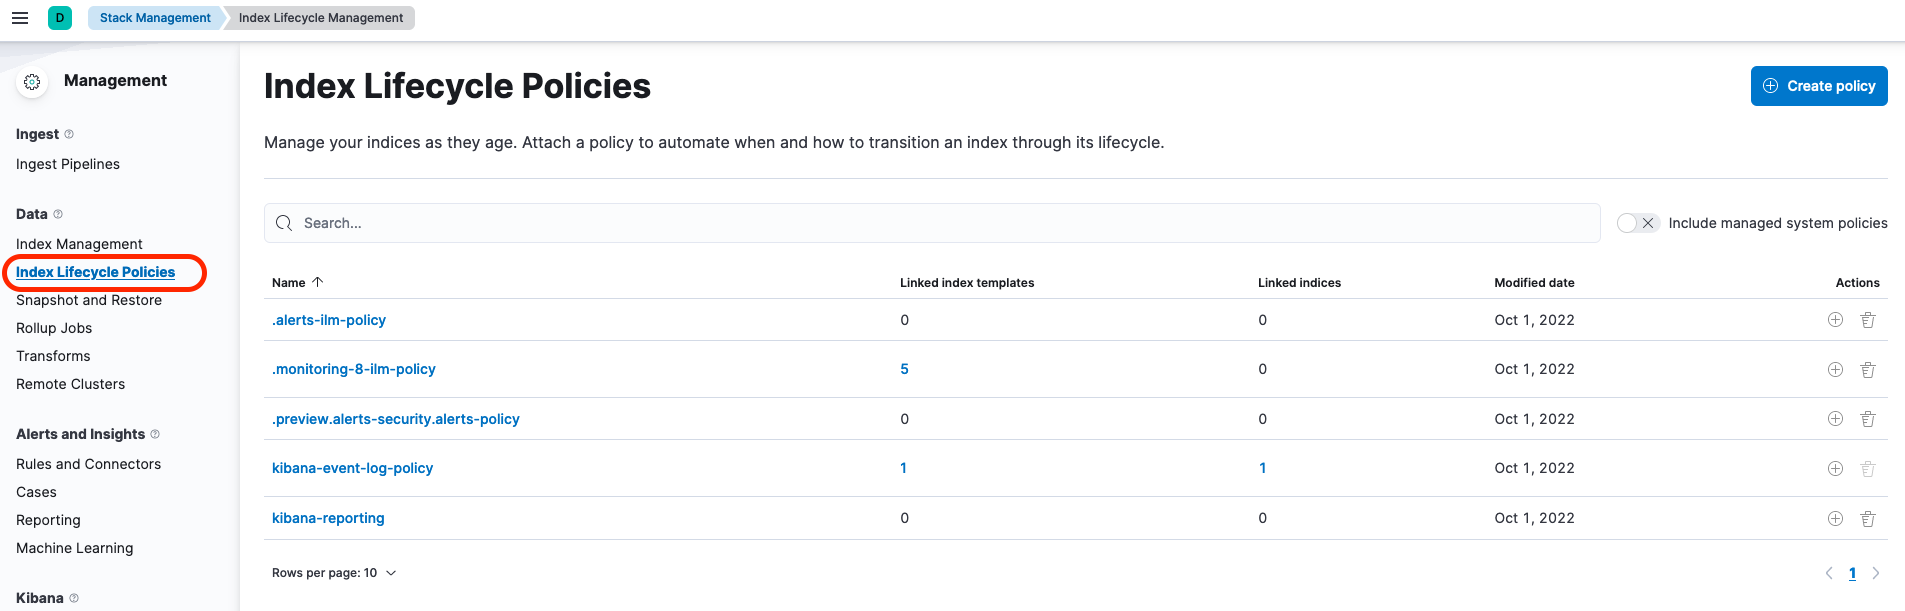 D Stack Management Index Lifecycle Management
Management
Ingest
Ingest Pipelines
Data
Index Management
Index Lifecycle Policies
Snapshot and Restore
Rollup Jobs
Transforms
Remote Clusters
Alerts and Insights
Rules and Connectors
Cases
Reporting
Machine Learning
Kibana
Index Lifecycle Policies
Create policy
Manage your indices as they age. Attach a policy to automate when and how to transition an index through its lifecycle.
Search...
Include managed system policies
Name Linked index templates Linked indices Modified date Actions
.alerts-ilm-policy 0 0 Oct 1, 2022
.monitoring-8-ilm-policy 5 0 Oct 1, 2022
.preview.alerts-security.alerts-policy 0 0 Oct 1, 2022
kibana-event-log-policy 1 1 Oct 1, 2022
kibana-reporting 0 0 Oct 1, 2022
Rows per page: 10 1